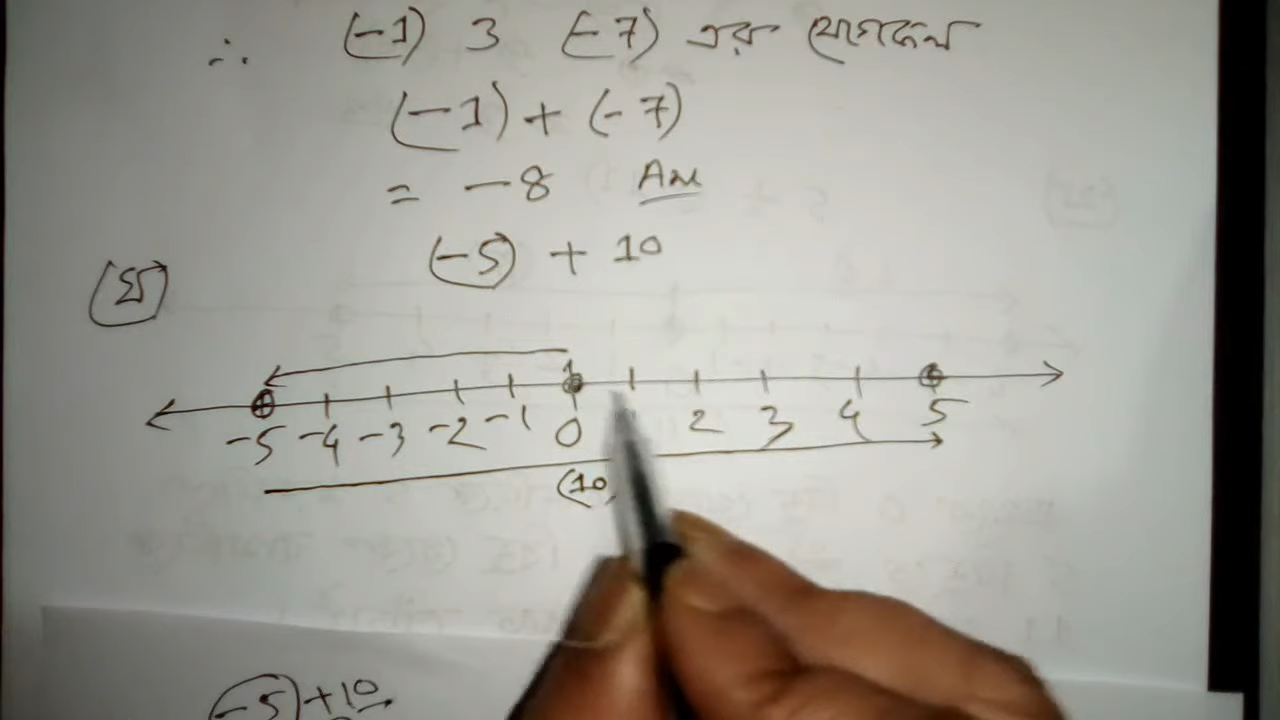 ∴ (-1) ও (-7) এর যোগফল
(-1) + (-7)
= -8 Ans
(ঘ) (-5) + 10
-5 -4 -3 -2 -1 0 2 3 4 5
(10)
(-5)+10